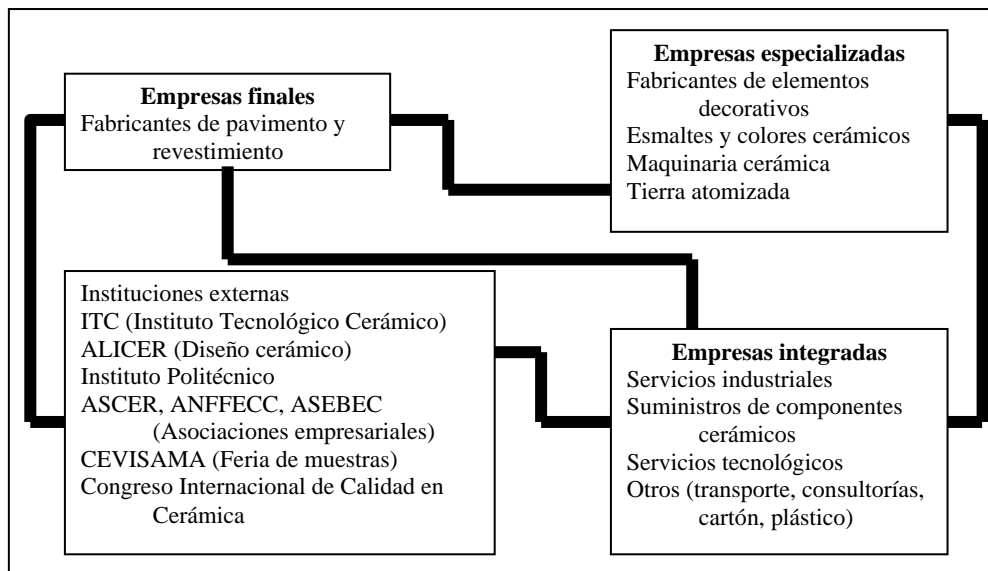 Empresas finales
Fabricantes de pavimento y
revestimiento
Empresas especializadas
Fabricantes de elementos
decorativos
Esmaltes y colores cerámicos
Maquinaria cerámica
Tierra atomizada
Instituciones externas
ITC (Instituto Tecnológico Cerámico)
ALICER (Diseño cerámico)
Instituto Politécnico
ASCER, ANFFECC, ASEBEC
(Asociaciones empresariales)
CEVISAMA (Feria de muestras)
Congreso Internacional de Calidad en
Cerámica
Empresas integradas
Servicios industriales
Suministros de componentes
cerámicos
Servicios tecnológicos
Otros (transporte, consultorías,
cartón, plástico)